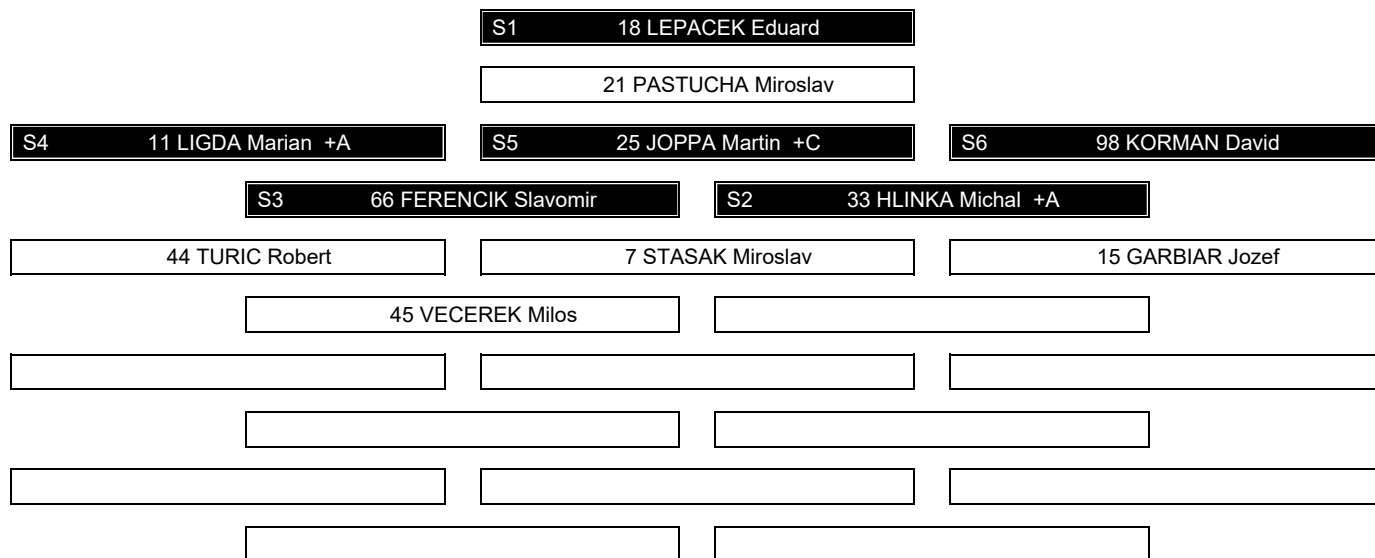 S1 18 LEPACEK Eduard
21 PASTUCHA Miroslav
S4 11 LIGDA Marian +A S5 25 JOPPA Martin +C S6 98 KORMAN David
S3 66 FERENCIK Slavomir S2 33 HLINKA Michal +A
44 TURIC Robert 7 STASAK Miroslav 15 GARBIAR Jozef
45 VECEREK Milos